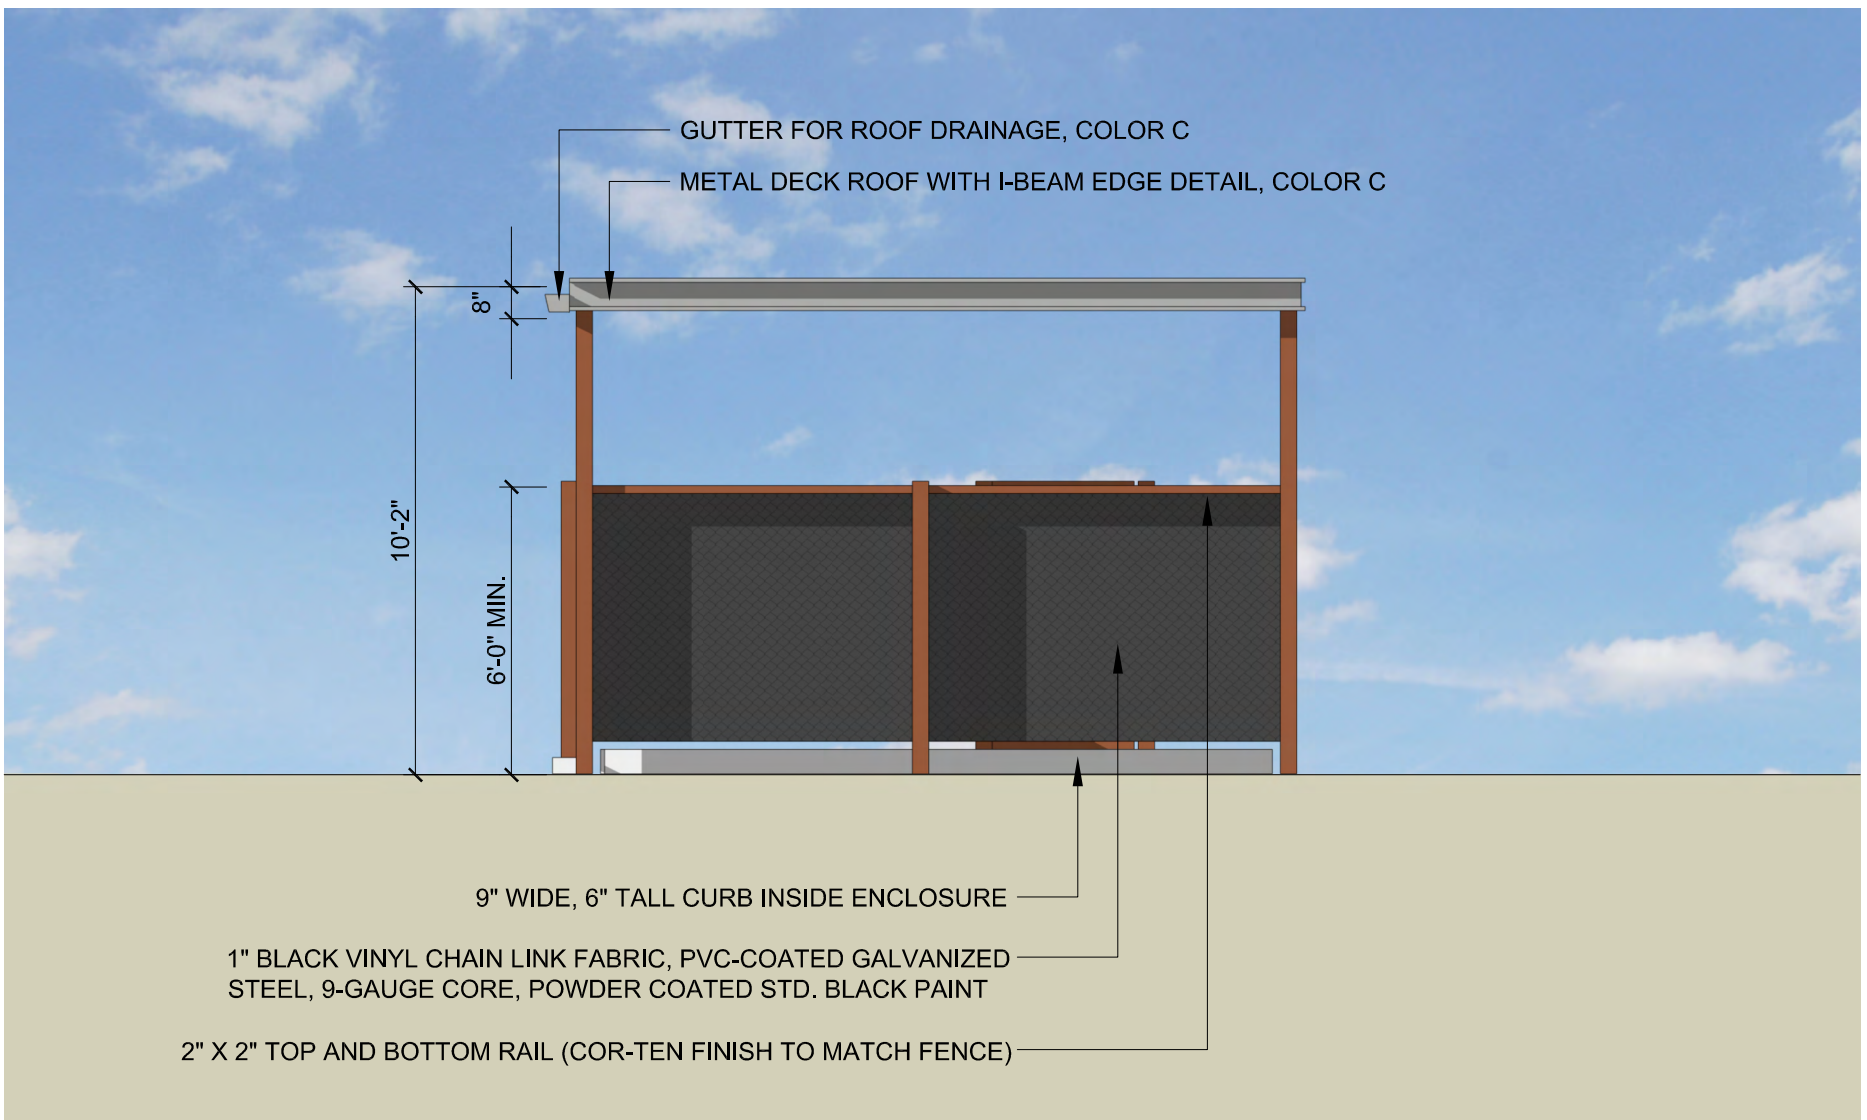 GUTTER FOR ROOF DRAINAGE, COLOR C
METAL DECK ROOF WITH I-BEAM EDGE DETAIL, COLOR C
8"
10'-2"
6'-0" MIN.
9" WIDE, 6" TALL CURB INSIDE ENCLOSURE
1" BLACK VINYL CHAIN LINK FABRIC, PVC-COATED GALVANIZED
STEEL, 9-GAUGE CORE, POWDER COATED STD. BLACK PAINT
2" X 2" TOP AND BOTTOM RAIL (COR-TEN FINISH TO MATCH FENCE)